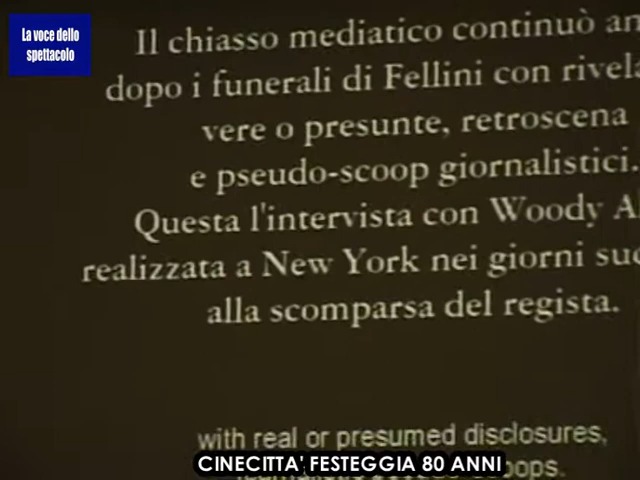 La voce dello
spettacolo
Il chiasso mediatico continuò
dopo i funerali di Fellini con
vere o presunte, retroscena
e pseudo-scoop giornalistici.
Questa l'intervista con Woody
realizzata a New York nei giorni
alla scomparsa del regista.
with real or presumed disclosures,
CINECITTA' FESTEGGIA 80 ANNI